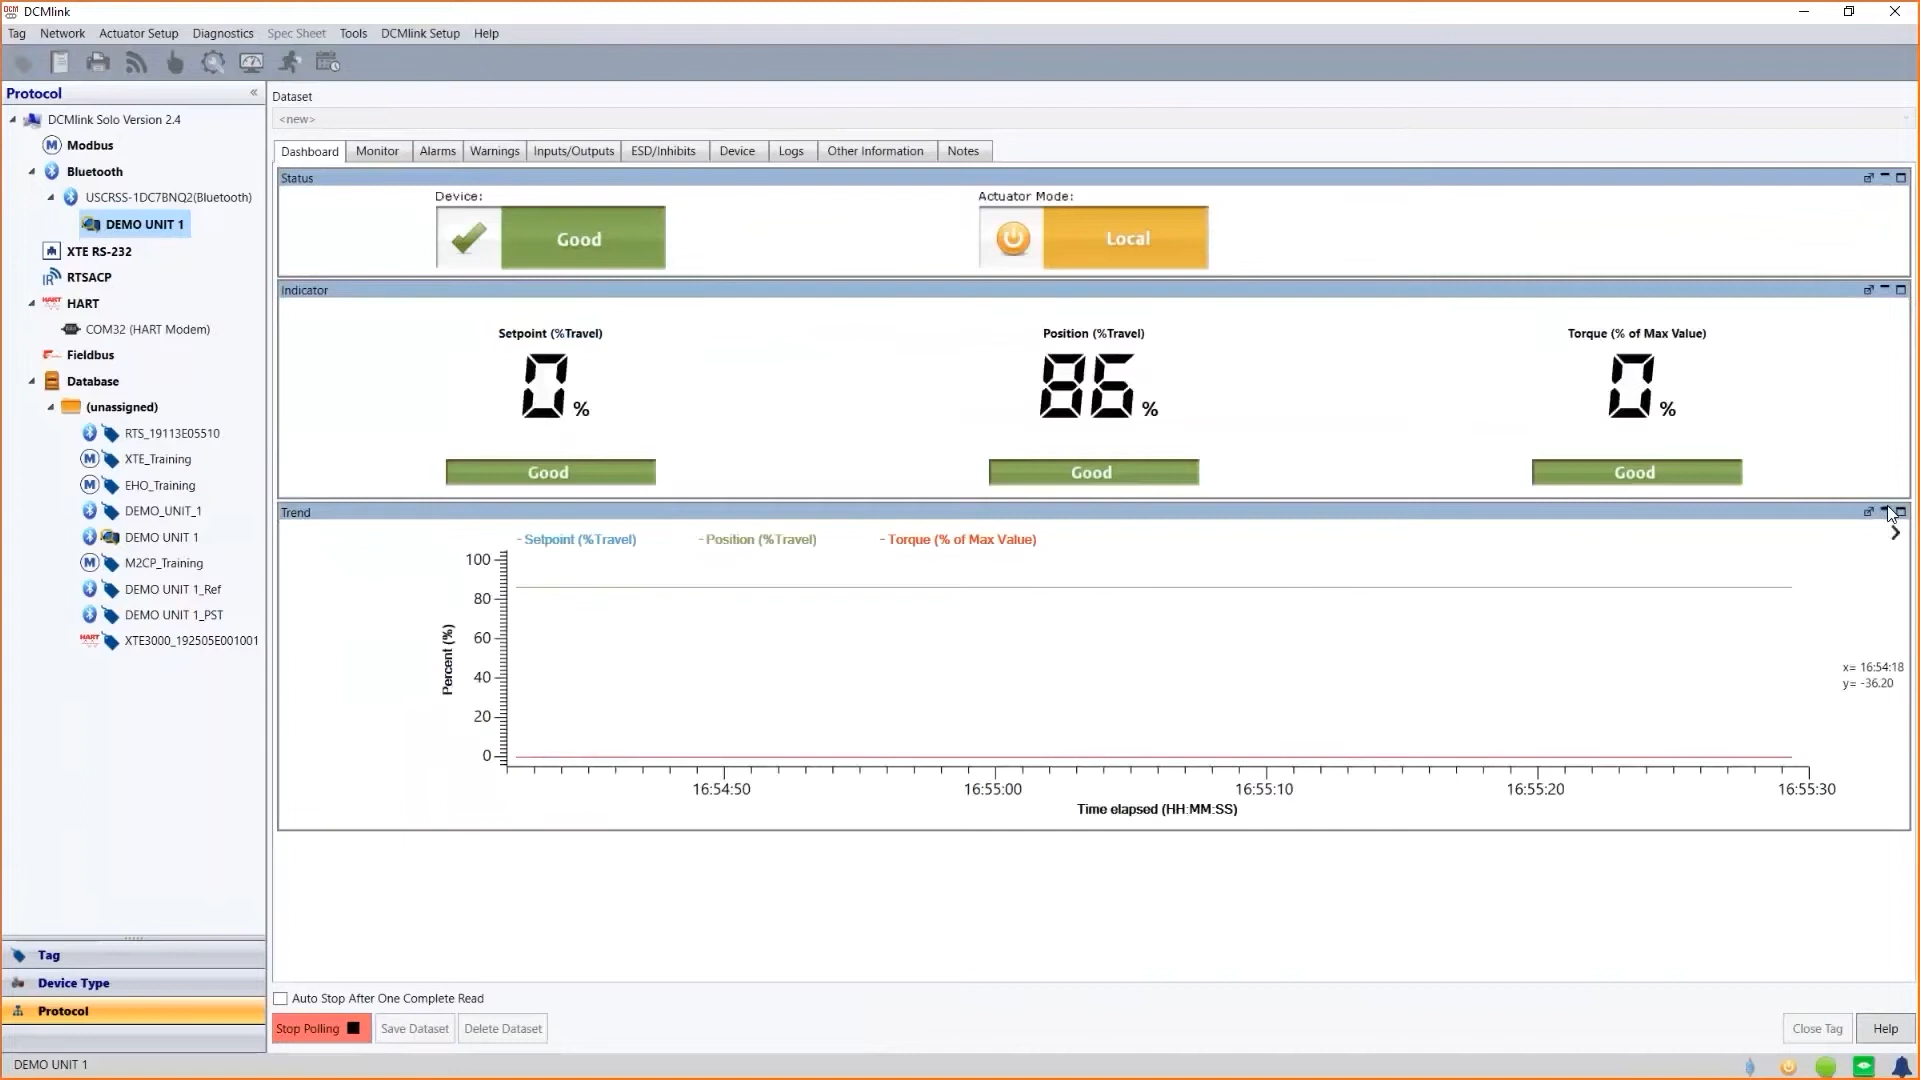 DCMlink
Tag Network Actuator Setup Diagnostics Spec Sheet Tools DCMlink Setup Help
Protocol
DCMlink Solo Version 2.4
Modbus
Bluetooth
USCRSS-1DC7BNQ2(Bluetooth)
DEMO UNIT 1
XTE RS-232
RTSACP
HART
COM32 (HART Modem)
Fieldbus
Database
(unassigned)
RTS_19113E05510
XTE_Training
EHO_Training
DEMO_UNIT_1
DEMO UNIT 1
M2CP_Training
DEMO UNIT 1_Ref
DEMO UNIT 1_PST
XTE3000_192505E001001
Tag
Device Type
Protocol
Dataset
<new>
Dashboard Monitor Alarms Warnings Inputs/Outputs ESD/Inhibits Device Logs Other Information Notes
Status
Device: Actuator Mode:
Good Local
Indicator
Setpoint (%Travel) Position (%Travel) Torque (% of Max Value)
0 % 86 % 0 %
Good Good Good
Trend
- Setpoint (%Travel) - Position (%Travel) - Torque (% of Max Value)
100
80
60
40
20
0
Percent (%)
x= 16:54:18
y= -36.20
16:54:50 16:55:00 16:55:10 16:55:20 16:55:30
Time elapsed (HH:MM:SS)
Auto Stop After One Complete Read
Stop Polling Save Dataset Delete Dataset Close Tag Help
DEMO UNIT 1